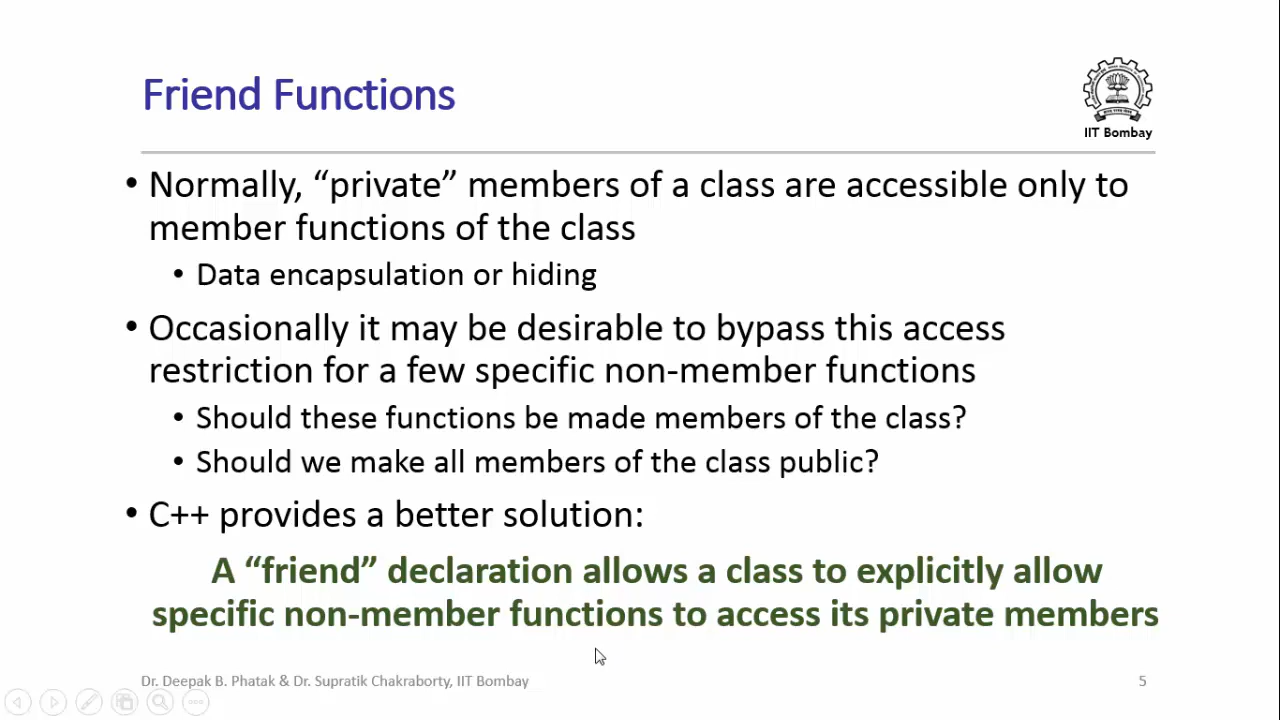 Friend Functions
IIT Bombay
• Normally, “private” members of a class are accessible only to
member functions of the class
• Data encapsulation or hiding
• Occasionally it may be desirable to bypass this access
restriction for a few specific non-member functions
• Should these functions be made members of the class?
• Should we make all members of the class public?
• C++ provides a better solution:
A “friend” declaration allows a class to explicitly allow
specific non-member functions to access its private members
Dr. Deepak B. Phatak & Dr. Supratik Chakraborty, IIT Bombay
5